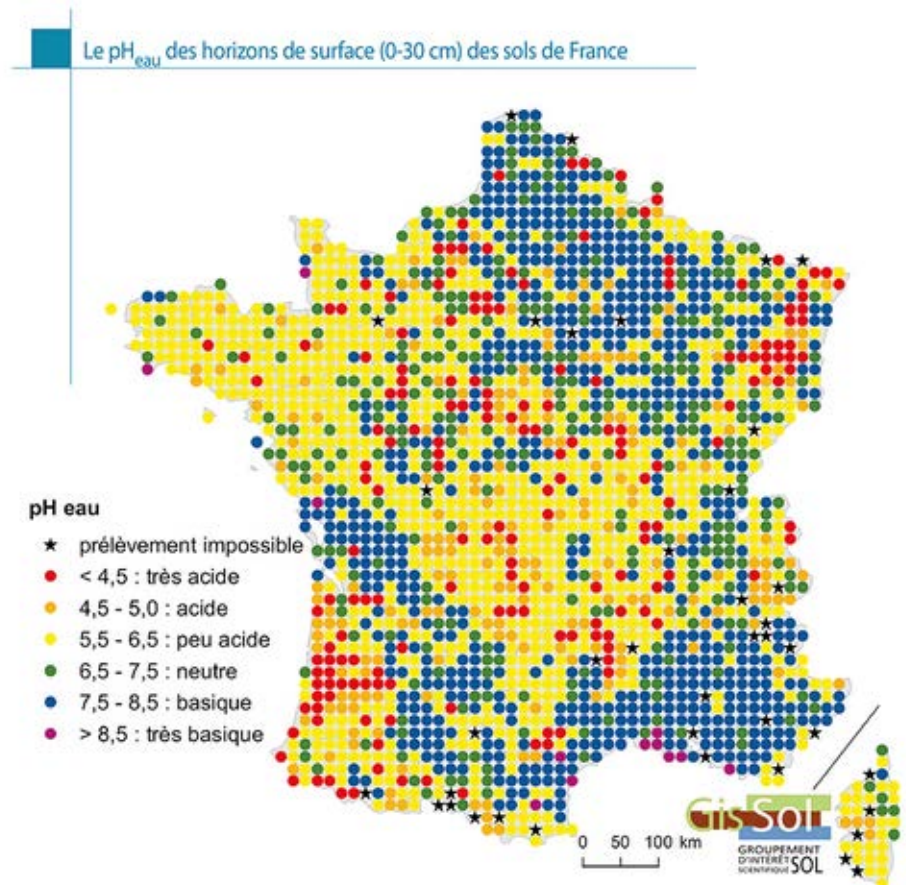 Le pHeau des horizons de surface (0-30 cm) des sols de France
pH eau
prélèvement impossible
< 4,5 : très acide
4,5 - 5,0 : acide
5,5 - 6,5 : peu acide
6,5 - 7,5 : neutre
7,5 - 8,5 : basique
> 8,5 : très basique
0 50 100 km
Gis Sol
GROUPEMENT
D'INTÉRÊT
SCIENTIFIQUE SOL